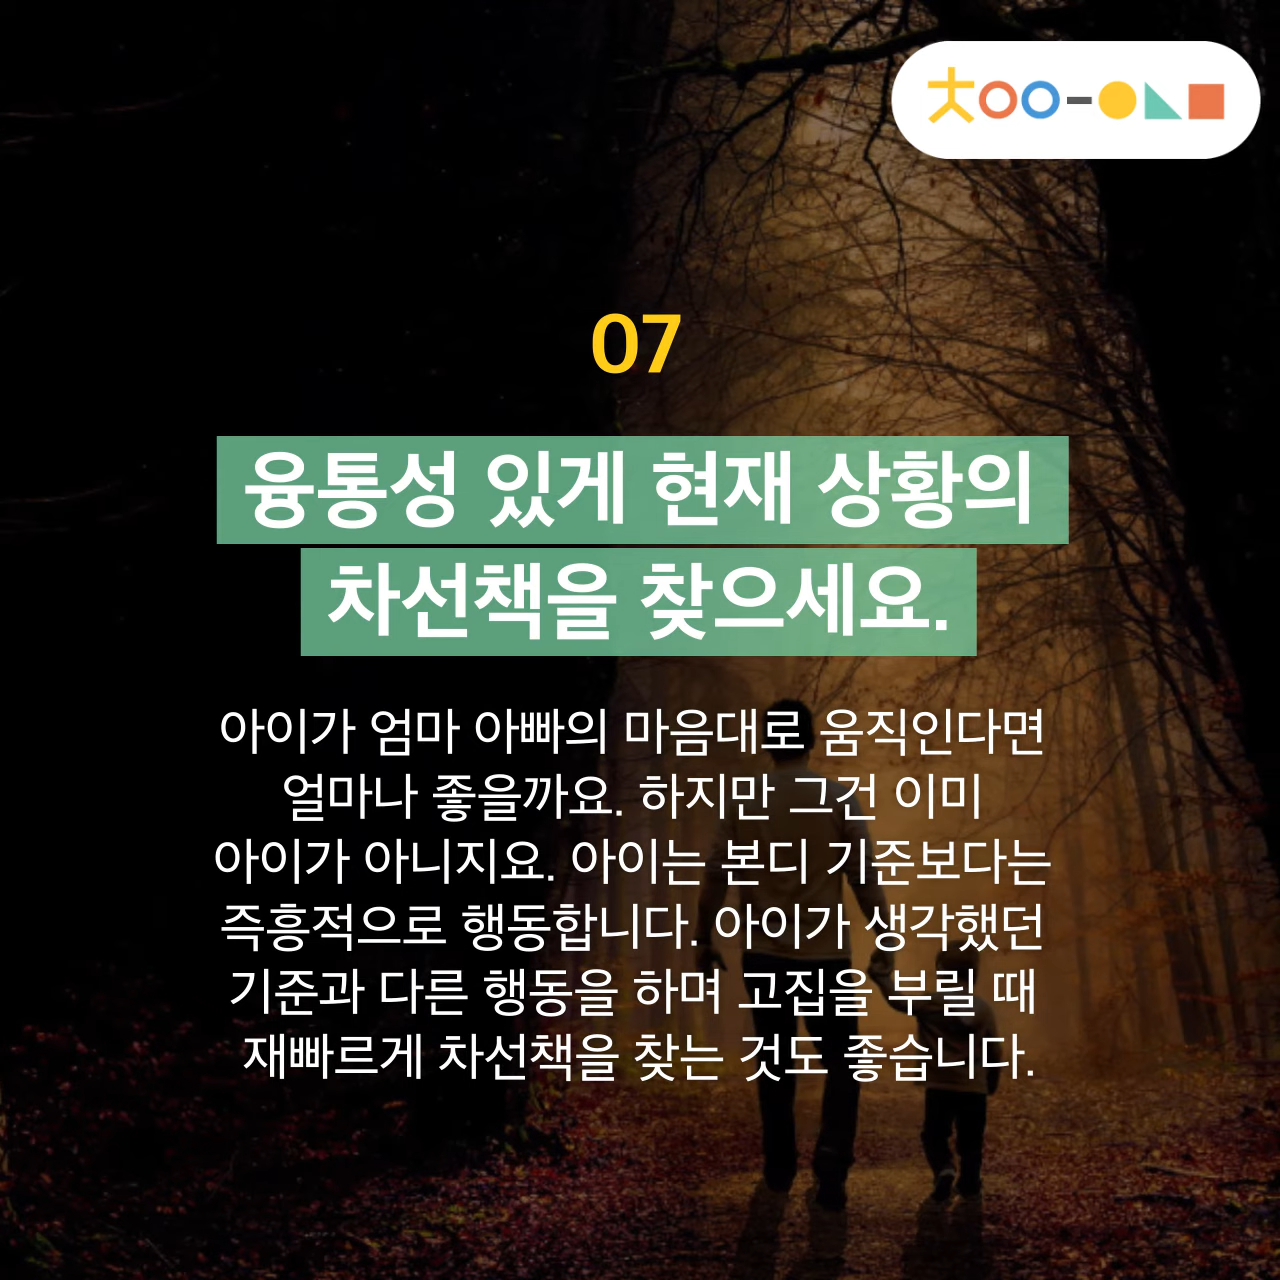 07
융통성 있게 현재 상황의
차선책을 찾으세요.
아이가 엄마 아빠의 마음대로 움직인다면
얼마나 좋을까요. 하지만 그건 이미
아이가 아니지요. 아이는 본디 기준보다는
즉흥적으로 행동합니다. 아이가 생각했던
기준과 다른 행동을 하며 고집을 부릴 때
재빠르게 차선책을 찾는 것도 좋습니다.